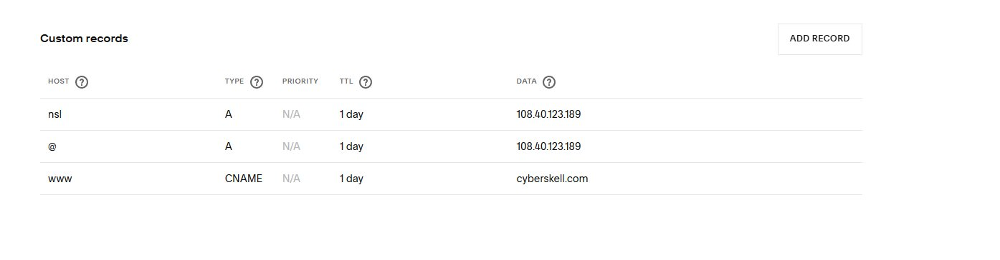 Custom records
ADD RECORD
HOST ? TYPE ? PRIORITY TTL ? DATA ?
nsl A N/A 1 day 108.40.123.189
@ A N/A 1 day 108.40.123.189
www CNAME N/A 1 day cyberskell.com